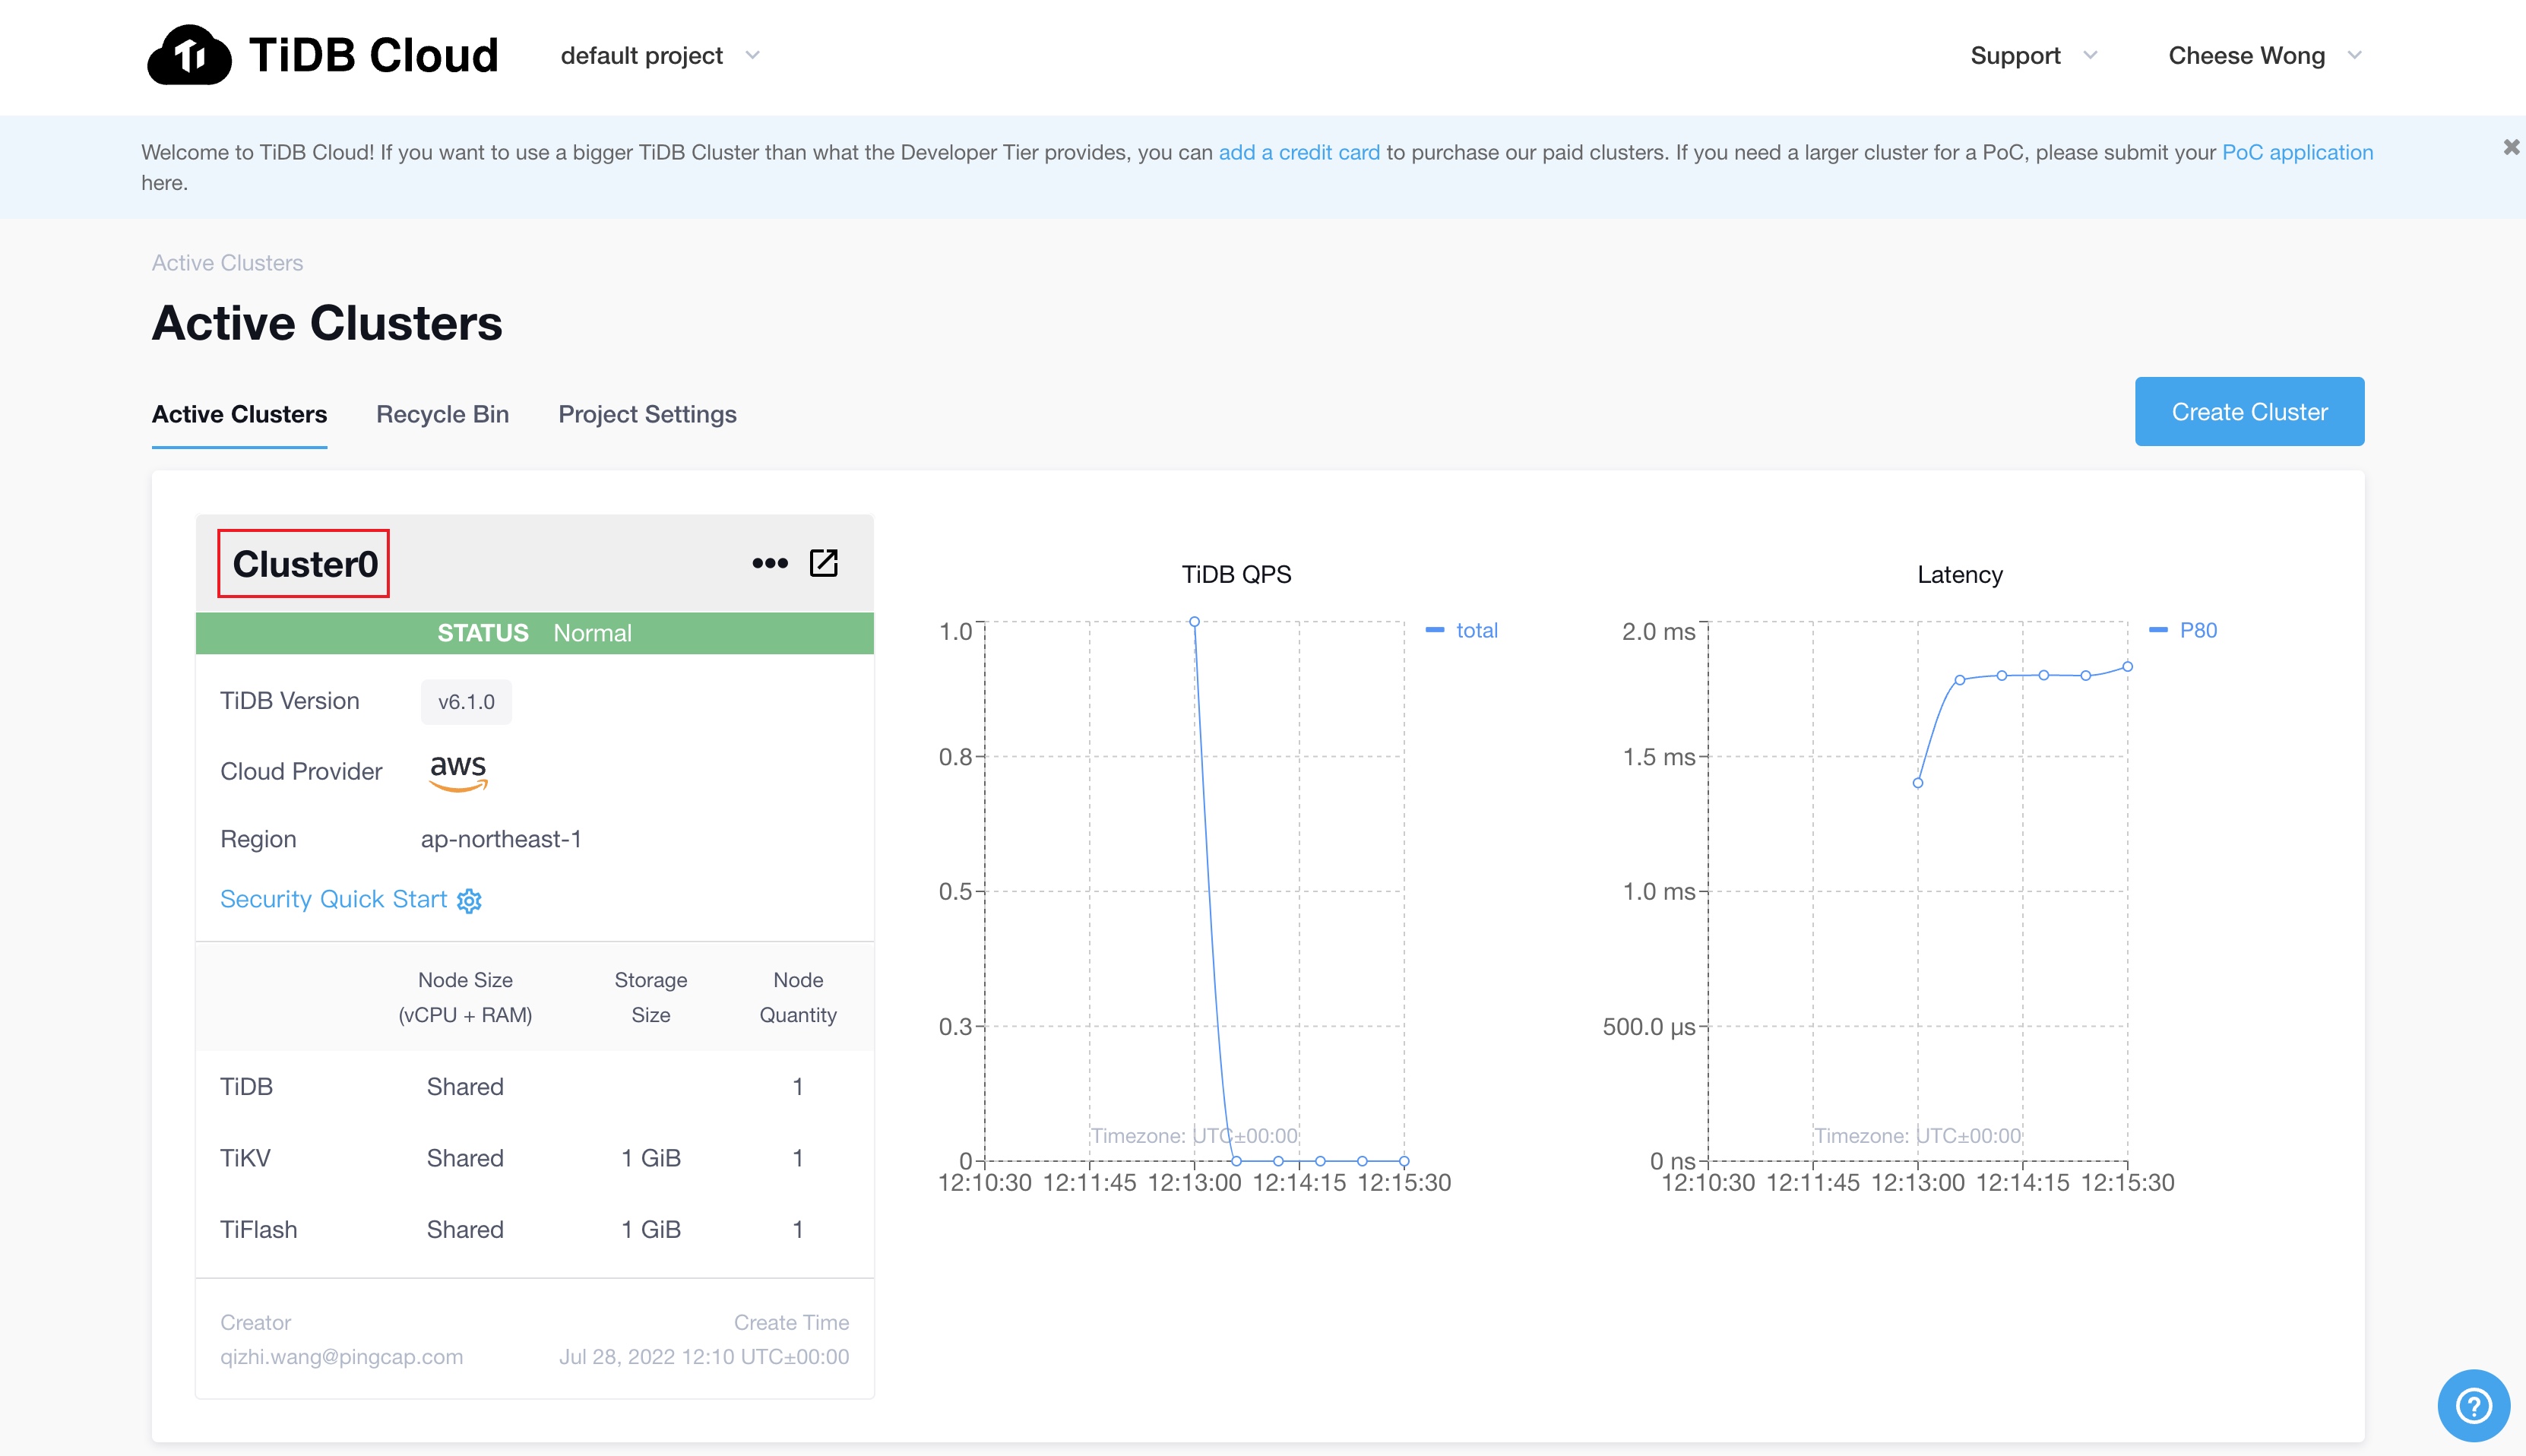 TiDB Cloud
default project
Support
Cheese Wong
Welcome to TiDB Cloud! If you want to use a bigger TiDB Cluster than what the Developer Tier provides, you can add a credit card to purchase our paid clusters. If you need a larger cluster for a PoC, please submit your PoC application
here.
Active Clusters
Active Clusters
Active Clusters
Recycle Bin
Project Settings
Create Cluster
Cluster0
STATUS Normal
TiDB Version v6.1.0
Cloud Provider aws
Region ap-northeast-1
Security Quick Start
Node Size
(vCPU + RAM)
Storage
Size
Node
Quantity
TiDB Shared 1
TiKV Shared 1 GiB 1
TiFlash Shared 1 GiB 1
Creator
qizhi.wang@pingcap.com
Create Time
Jul 28, 2022 12:10 UTC±00:00
TiDB QPS
total
1.0
0.8
0.5
0.3
0
Timezone: UTC±00:00
12:10:30 12:11:45 12:13:00 12:14:15 12:15:30
Latency
P80
2.0 ms
1.5 ms
1.0 ms
500.0 µs
0 ns
Timezone: UTC±00:00
12:10:30 12:11:45 12:13:00 12:14:15 12:15:30